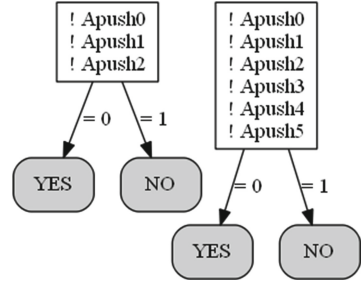 ! Apush0
! Apush1
! Apush2
= 0
= 1
YES
NO
! Apush0
! Apush1
! Apush2
! Apush3
! Apush4
! Apush5
= 0
= 1
YES
NO